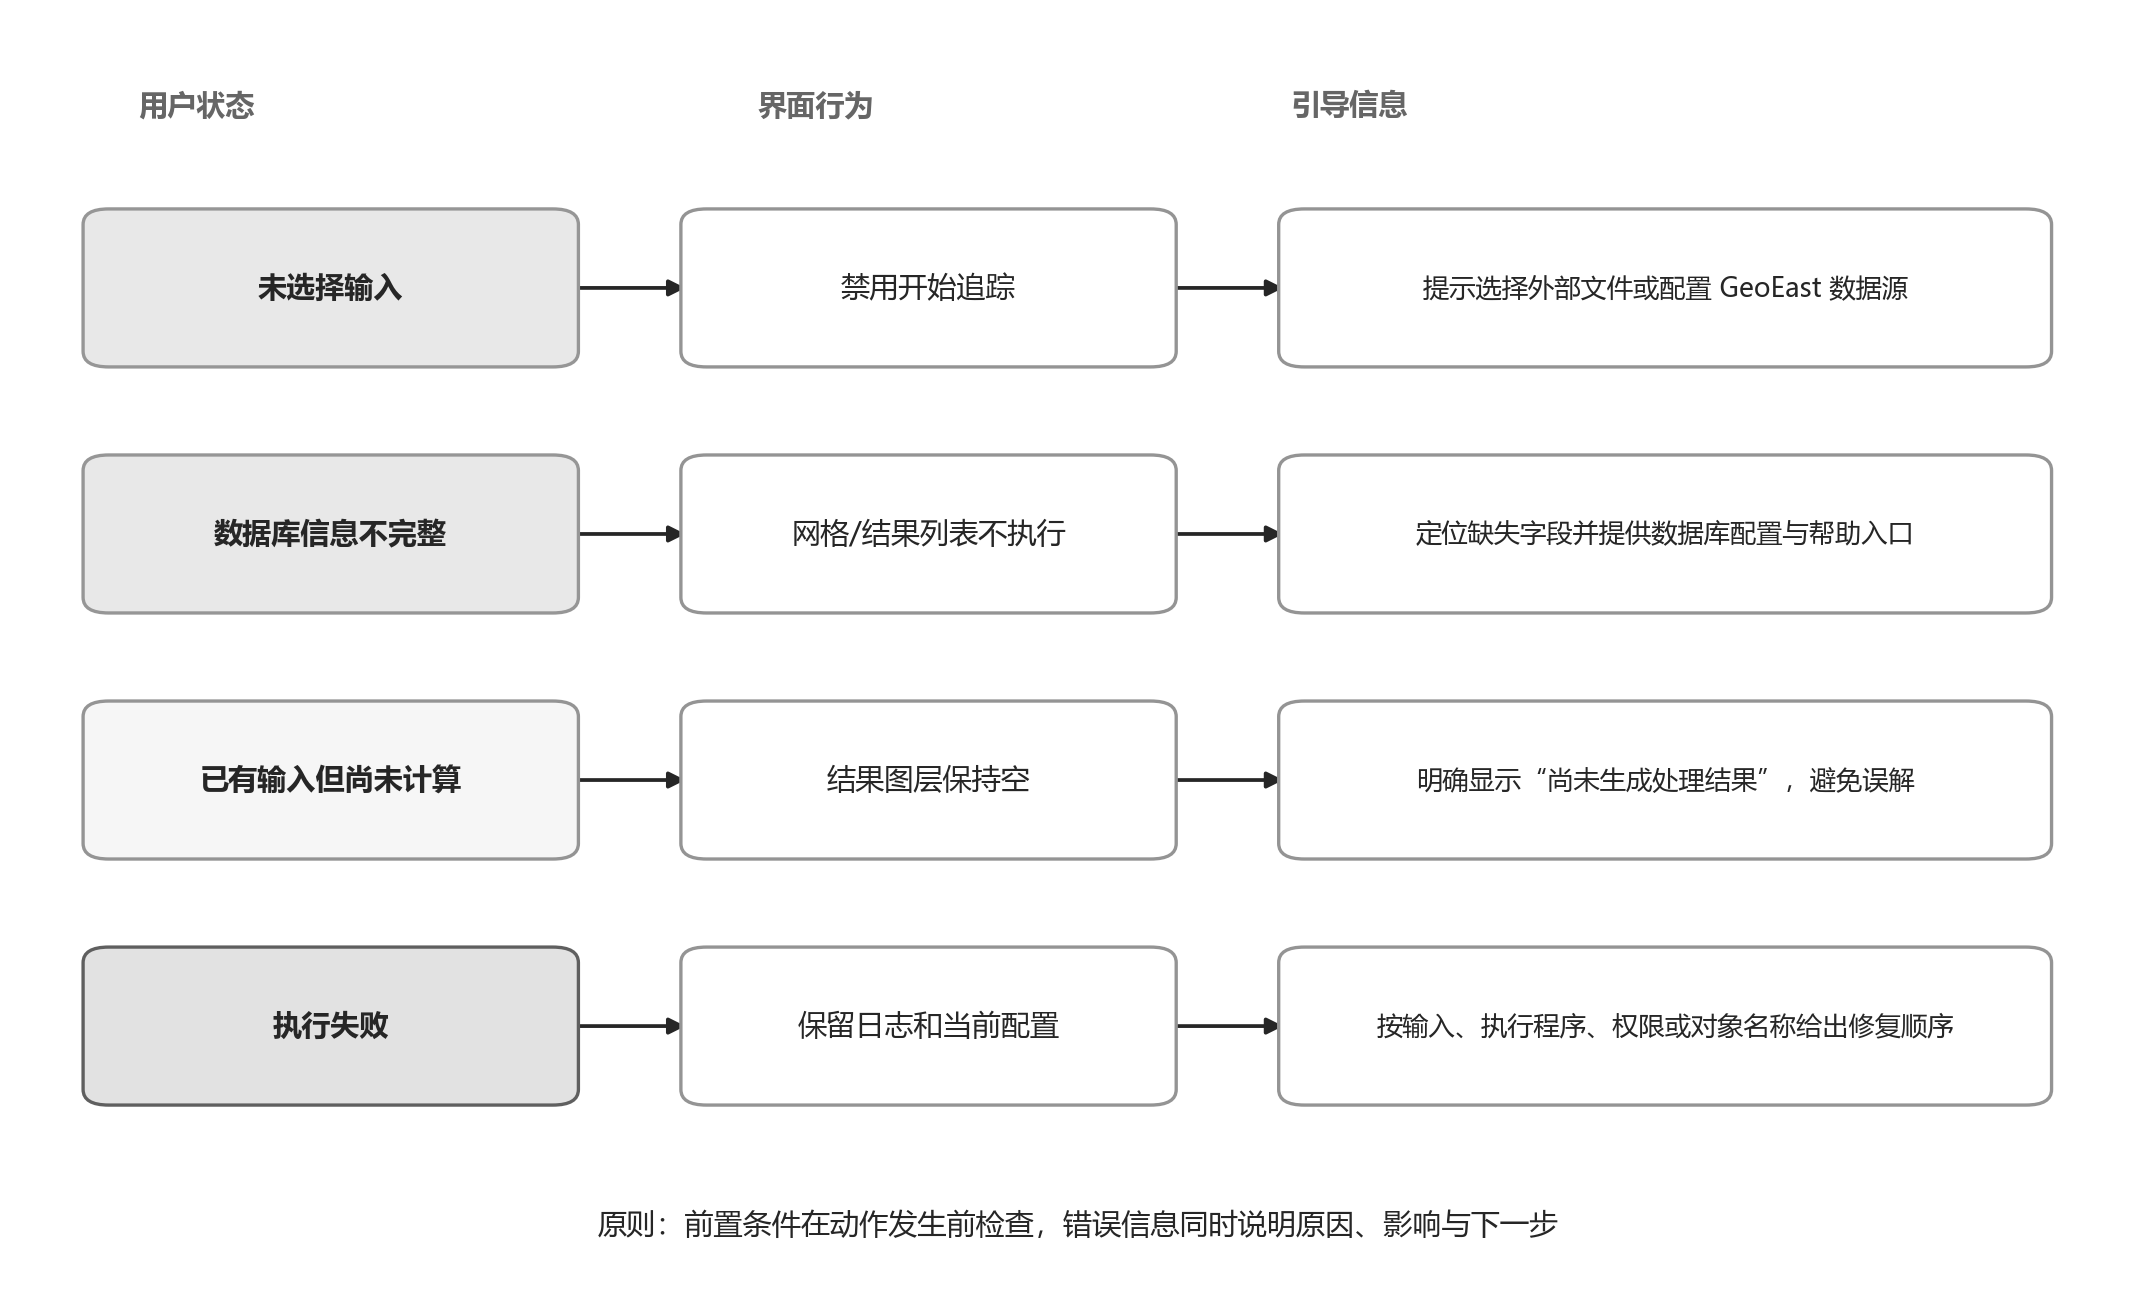 用户状态
界面行为
引导信息
未选择输入
禁用开始追踪
提示选择外部文件或配置 GeoEast 数据源
数据库信息不完整
网格/结果列表不执行
定位缺失字段并提供数据库配置与帮助入口
已有输入但尚未计算
结果图层保持空
明确显示“尚未生成处理结果”，避免误解
执行失败
保留日志和当前配置
按输入、执行程序、权限或对象名称给出修复顺序
原则：前置条件在动作发生前检查，错误信息同时说明原因、影响与下一步